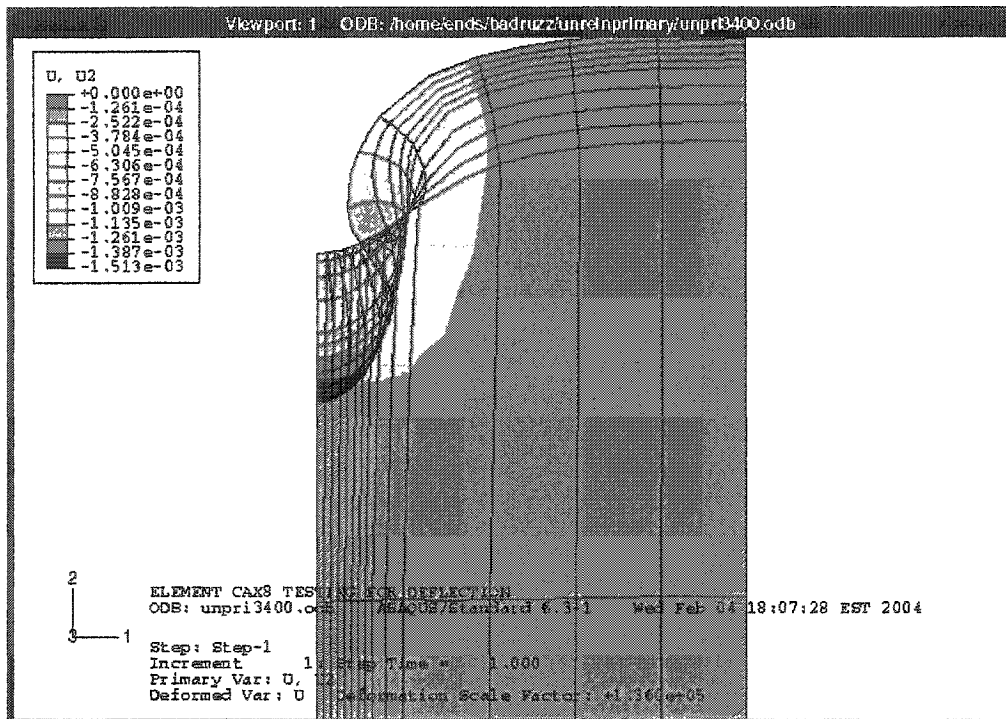 Viewport: 1 ODB: /home/ends/badruzz/unreinprimary/unpri3400.odb
U, U2
+0.000e+00
-1.261e-04
-2.522e-04
-3.784e-04
-5.045e-04
-6.306e-04
-7.567e-04
-8.828e-04
-1.009e-03
-1.135e-03
-1.261e-03
-1.387e-03
-1.513e-03
2
3
1
ELEMENT CAX8 TESTING FOR DEFLECTION
ODB: unpri3400.odb ABAQUS/Standard 6.3-1 Wed Feb 04 18:07:28 EST 2004
Step: Step-1
Increment 1: Step Time = 1.000
Primary Var: U, U2
Deformed Var: U Deformation Scale Factor: +1.360e+05